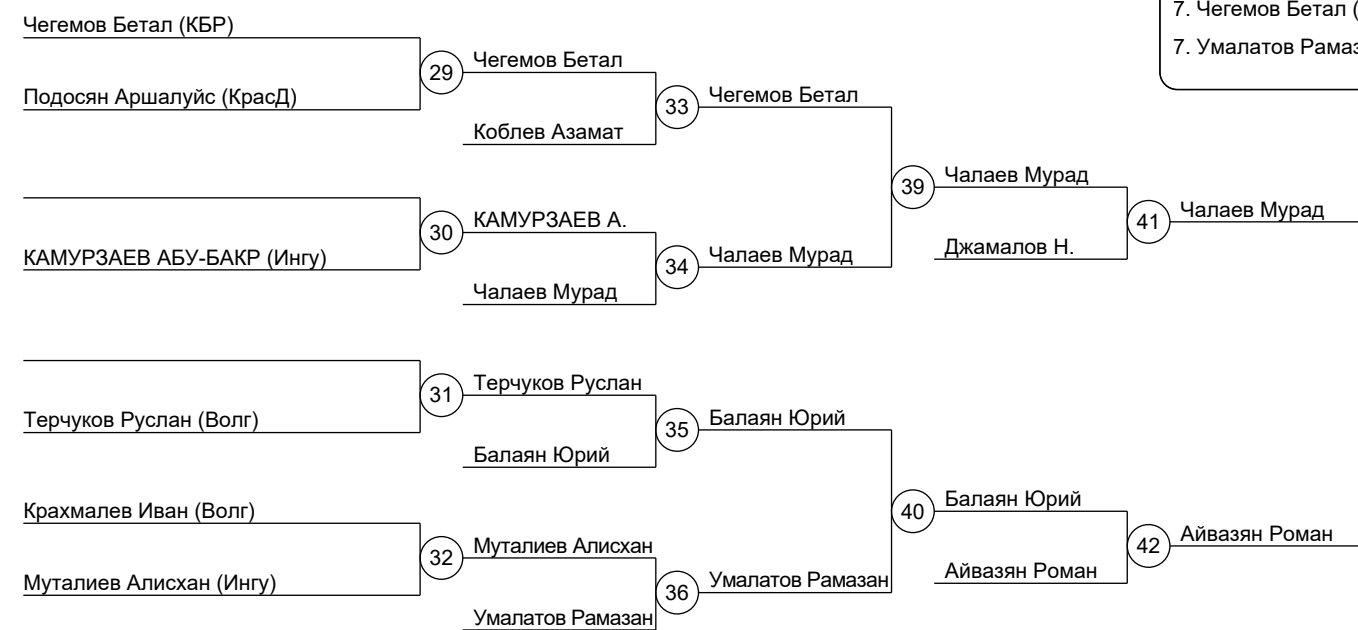 7. Чегемов Бетал (
7. Умалатов Рамаз
Чегемов Бетал (КБР)
29
Чегемов Бетал
Подосян Аршалуйс (КрасД)
33
Чегемов Бетал
Коблев Азамат
39
Чалаев Мурад
30
КАМУРЗАЕВ А.
41
Чалаев Мурад
КАМУРЗАЕВ АБУ-БАКР (Ингу)
34
Чалаев Мурад
Джамалов Н.
Чалаев Мурад
31
Терчуков Руслан
Терчуков Руслан (Волг)
35
Балаян Юрий
Балаян Юрий
40
Балаян Юрий
Крахмалев Иван (Волг)
32
Муталиев Алисхан
42
Айвазян Роман
Муталиев Алисхан (Ингу)
36
Умалатов Рамазан
Айвазян Роман
Умалатов Рамазан